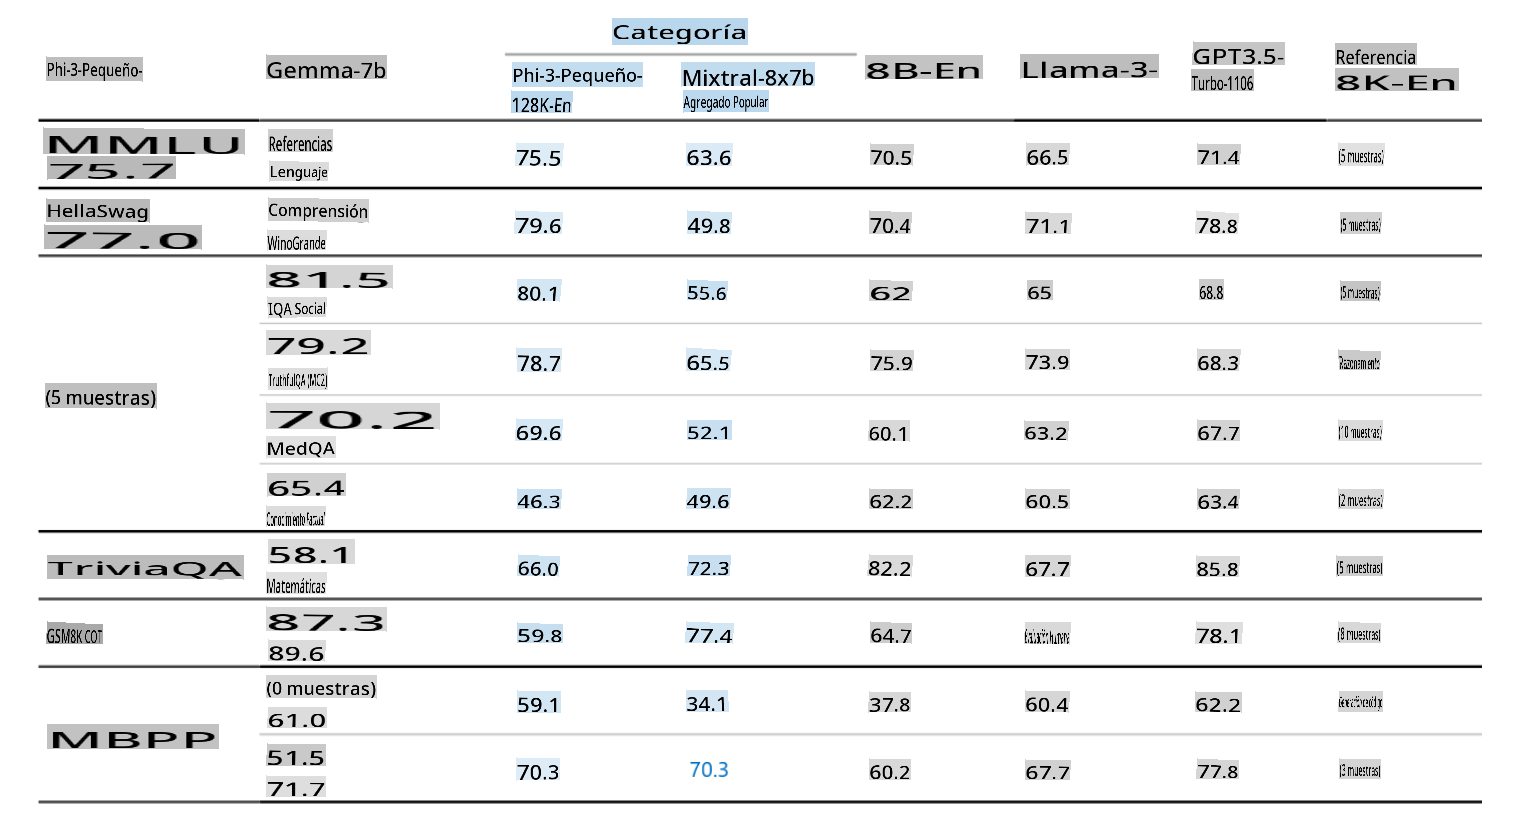 Categoría
Phi-3-Pequeño-
Gemma-7b
Phi-3-Pequeño-
128K-En
Mixtral-8x7b
Agregado Popular
8B-En
Llama-3-
GPT3.5-
Turbo-1106
Referencia
8K-En
MMLU
75.7
Referencias
Lenguaje
75.5
63.6
70.5
66.5
71.4
(5 muestras)
HellaSwag
77.0
Comprensión
WinoGrande
79.6
49.8
70.4
71.1
78.8
(5 muestras)
(5 muestras)
81.5
IQA Social
80.1
55.6
62
65
68.8
(5 muestras)
79.2
TruthfulQA (MC2)
78.7
65.5
75.9
73.9
68.3
Razonamiento
70.2
MedQA
69.6
52.1
60.1
63.2
67.7
(10 muestras)
65.4
Conocimiento Factual
46.3
49.6
62.2
60.5
63.4
(2 muestras)
TriviaQA
58.1
Matemáticas
66.0
72.3
82.2
67.7
85.8
(5 muestras)
GSM8K COT
87.3
89.6
59.8
77.4
64.7
Evaluación humana
78.1
(8 muestras)
MBPP
(0 muestras)
61.0
59.1
34.1
37.8
60.4
62.2
Generación de código
51.5
71.7
70.3
70.3
60.2
67.7
77.8
(3 muestras)